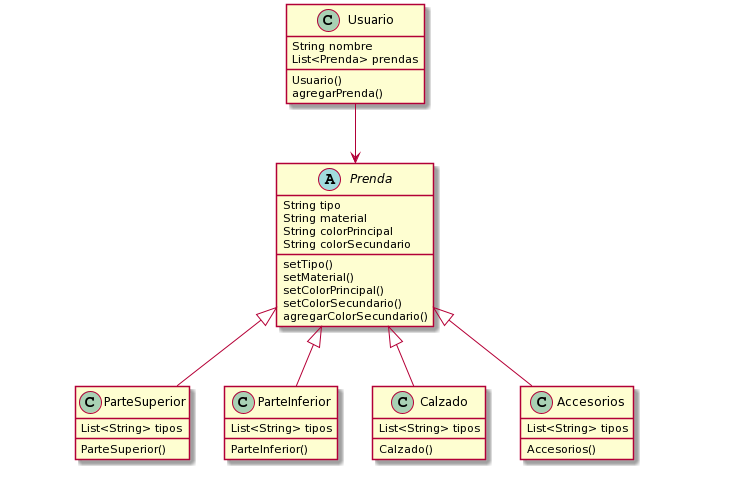 C Usuario
String nombre
List<Prenda> prendas
Usuario()
agregarPrenda()
A Prenda
String tipo
String material
String colorPrincipal
String colorSecundario
setTipo()
setMaterial()
setColorPrincipal()
setColorSecundario()
agregarColorSecundario()
C ParteSuperior
List<String> tipos
ParteSuperior()
C ParteInferior
List<String> tipos
ParteInferior()
C Calzado
List<String> tipos
Calzado()
C Accesorios
List<String> tipos
Accesorios()